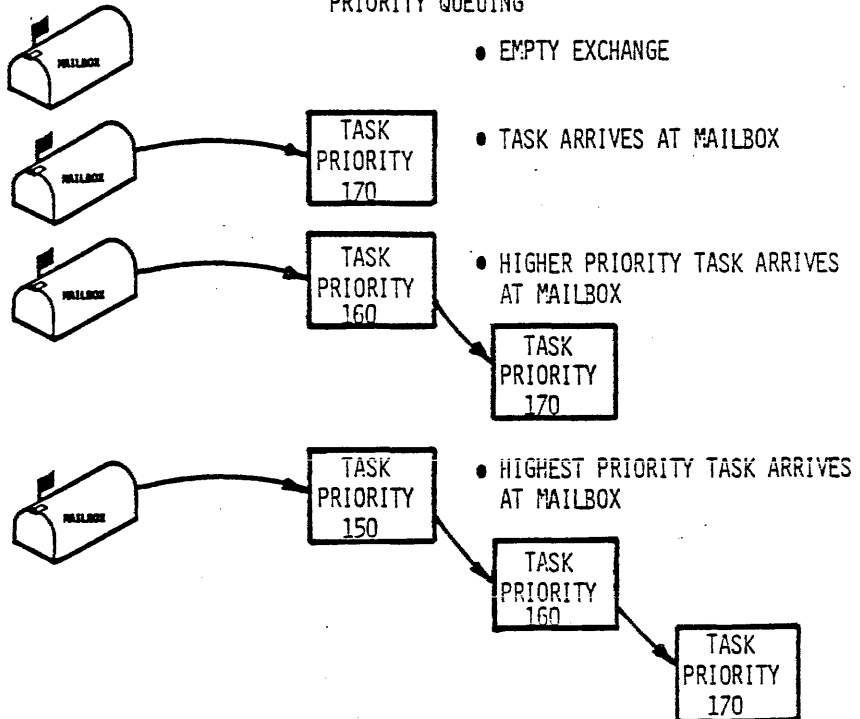 PRIORITY QUEUING
MAILBOX
• EMPTY EXCHANGE
MAILBOX
TASK
PRIORITY
170
• TASK ARRIVES AT MAILBOX
MAILBOX
TASK
PRIORITY
160
• HIGHER PRIORITY TASK ARRIVES
AT MAILBOX
TASK
PRIORITY
170
MAILBOX
TASK
PRIORITY
150
• HIGHEST PRIORITY TASK ARRIVES
AT MAILBOX
TASK
PRIORITY
160
TASK
PRIORITY
170